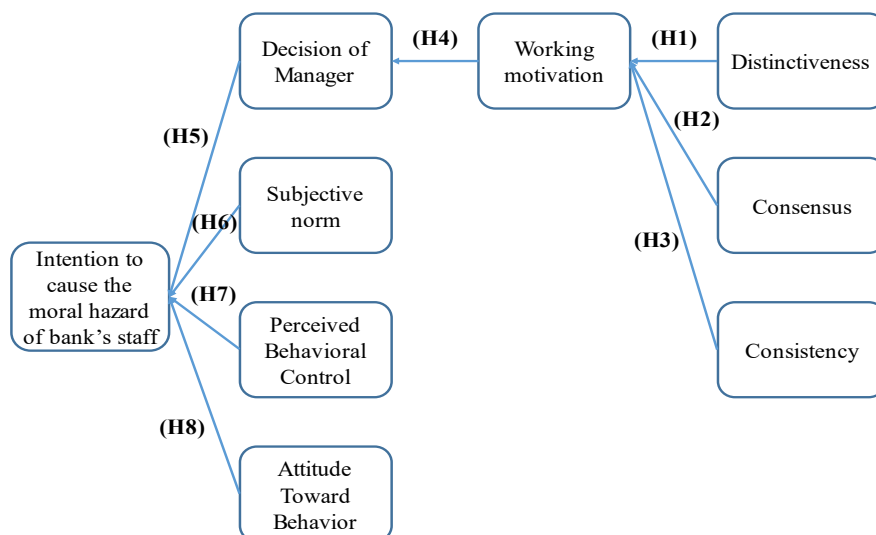 Decision of
Manager
(H4)
Working
motivation
(H1)
Distinctiveness
(H2)
(H5)
Subjective
norm
(H6)
Consensus
(H3)
Intention to
cause the
moral hazard
of bank's staff
(H7)
Perceived
Behavioral
Control
Consistency
(H8)
Attitude
Toward
Behavior